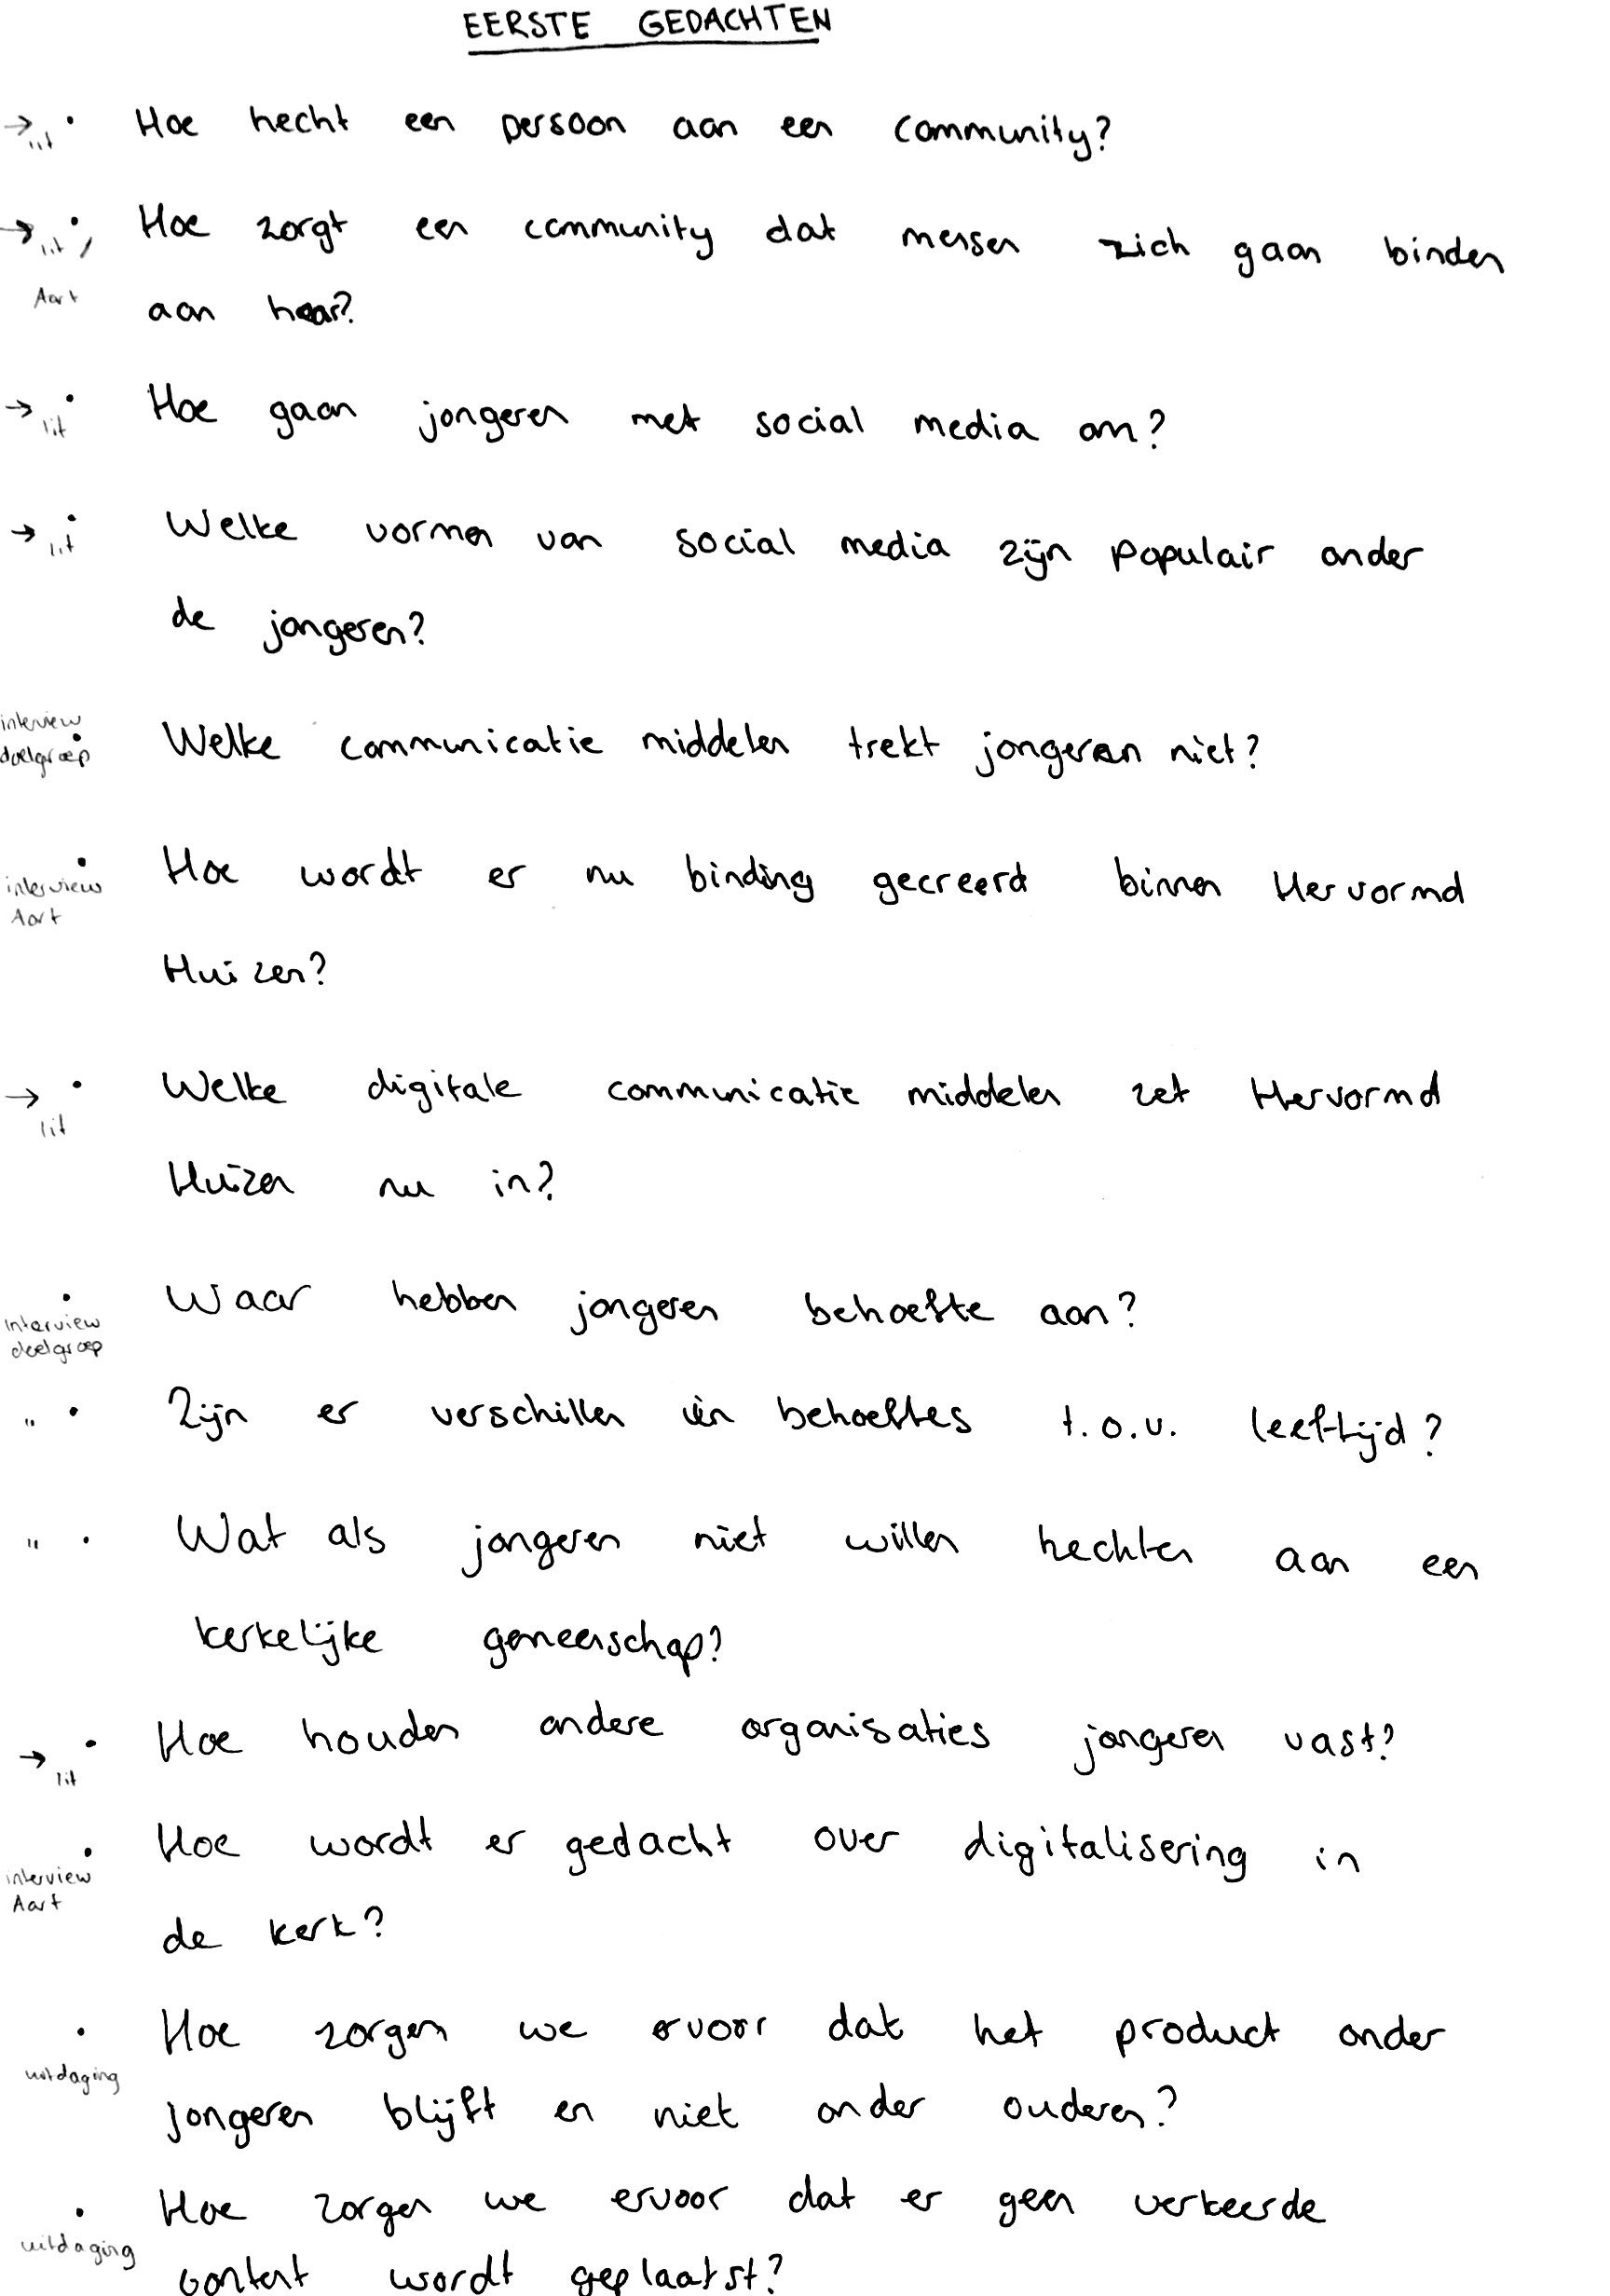 EERSTE GEDACHTEN
→ lit • Hoe hecht een persoon aan een community?
→ lit / • Hoe zorgt een community dat mensen zich gaan binden
Aart aan haar?
→ lit • Hoe gaan jongeren met social media om?
→ lit • Welke vormen van social media zijn populair onder
de jongeren?
interview
doelgroep • Welke communicatie middelen trekt jongeren niet?
• Hoe wordt er nu binding gecreerd binnen Hervormd
interview
Aart
Huizen?
→ lit • Welke digitale communicatie middelen zet Hervormd
Huizen nu in?
• Waar hebben jongeren behoefte aan?
interview
doelgroep
" • Zijn er verschillen in behoeftes t.o.v. leeftijd?
" • Wat als jongeren niet willen hechten aan een
kerkelijke gemeenschap?
→ lit • Hoe houden andere organisaties jongeren vast?
• Hoe wordt er gedacht over digitalisering in
interview
Aart
de kerk?
• Hoe zorgen we ervoor dat het product onder
uitdaging
jongeren blijft en niet onder ouderen?
• Hoe zorgen we ervoor dat er geen verkeerde
uitdaging
content wordt geplaatst?